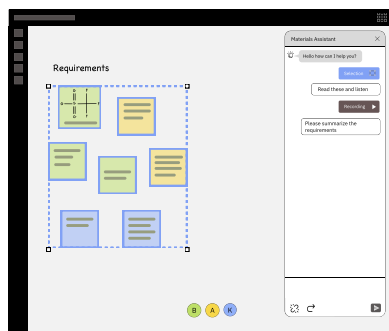 Materials Assistant
Hello how can I help you?
Requirements
Selection
Read these and listen
Recording
Please summarize the
requirements
B A K